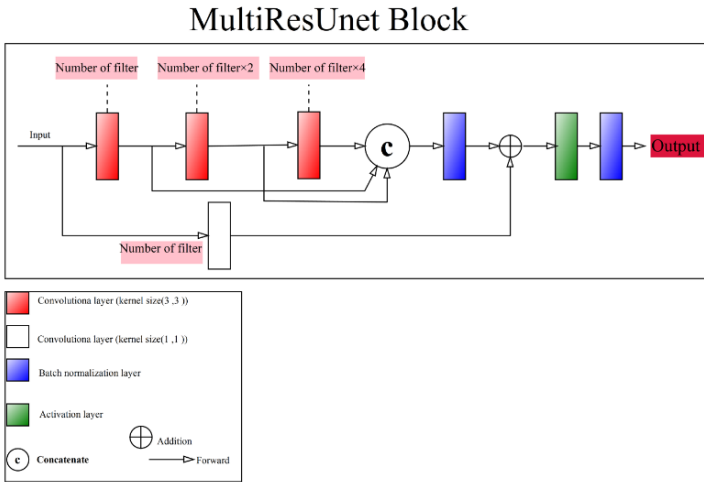 MultiResUnet Block
Number of filter
Number of filter×2
Number of filter×4
Input
c
Output
Number of filter
Convolutiona layer (kernel size(3 ,3 ))
Convolutiona layer (kernel size(1 ,1 ))
Batch normalization layer
Activation layer
Addition
c
Concatenate
Forward